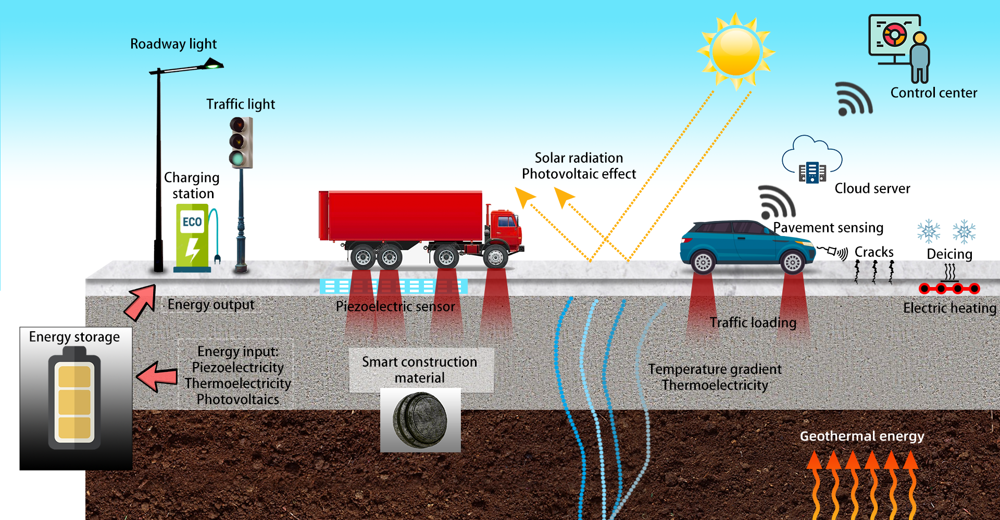 Roadway light
Traffic light
Charging
station
ECO
Solar radiation
Photovoltaic effect
Control center
Cloud server
Pavement sensing
Cracks
Deicing
Energy output
Piezoelectric sensor
Traffic loading
Electric heating
Energy storage
Energy input:
Piezoelectricity
Thermoelectricity
Photovoltaics
Smart construction
material
Temperature gradient
Thermoelectricity
Geothermal energy